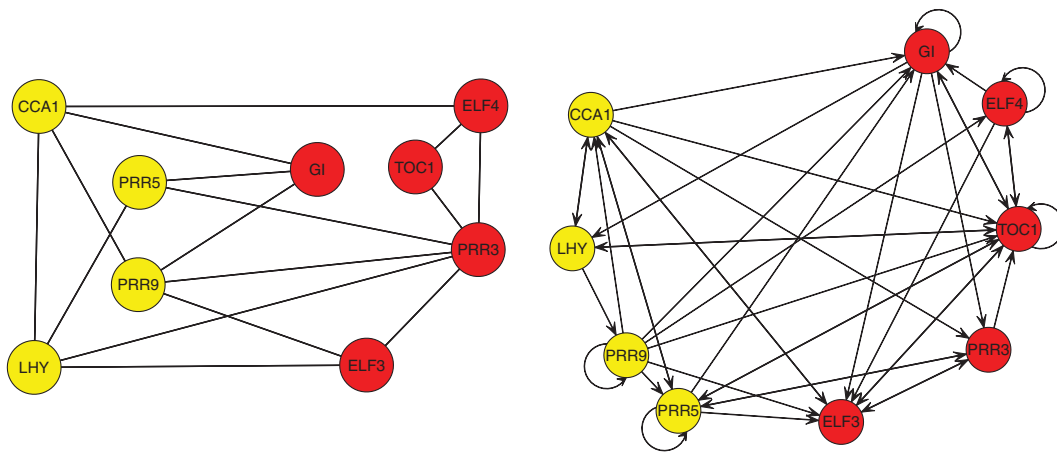 CCA1
ELF4
PRR5
GI
TOC1
PRR9
PRR3
LHY
ELF3
GI
ELF4
CCA1
TOC1
LHY
PRR9
PRR3
PRR5
ELF3